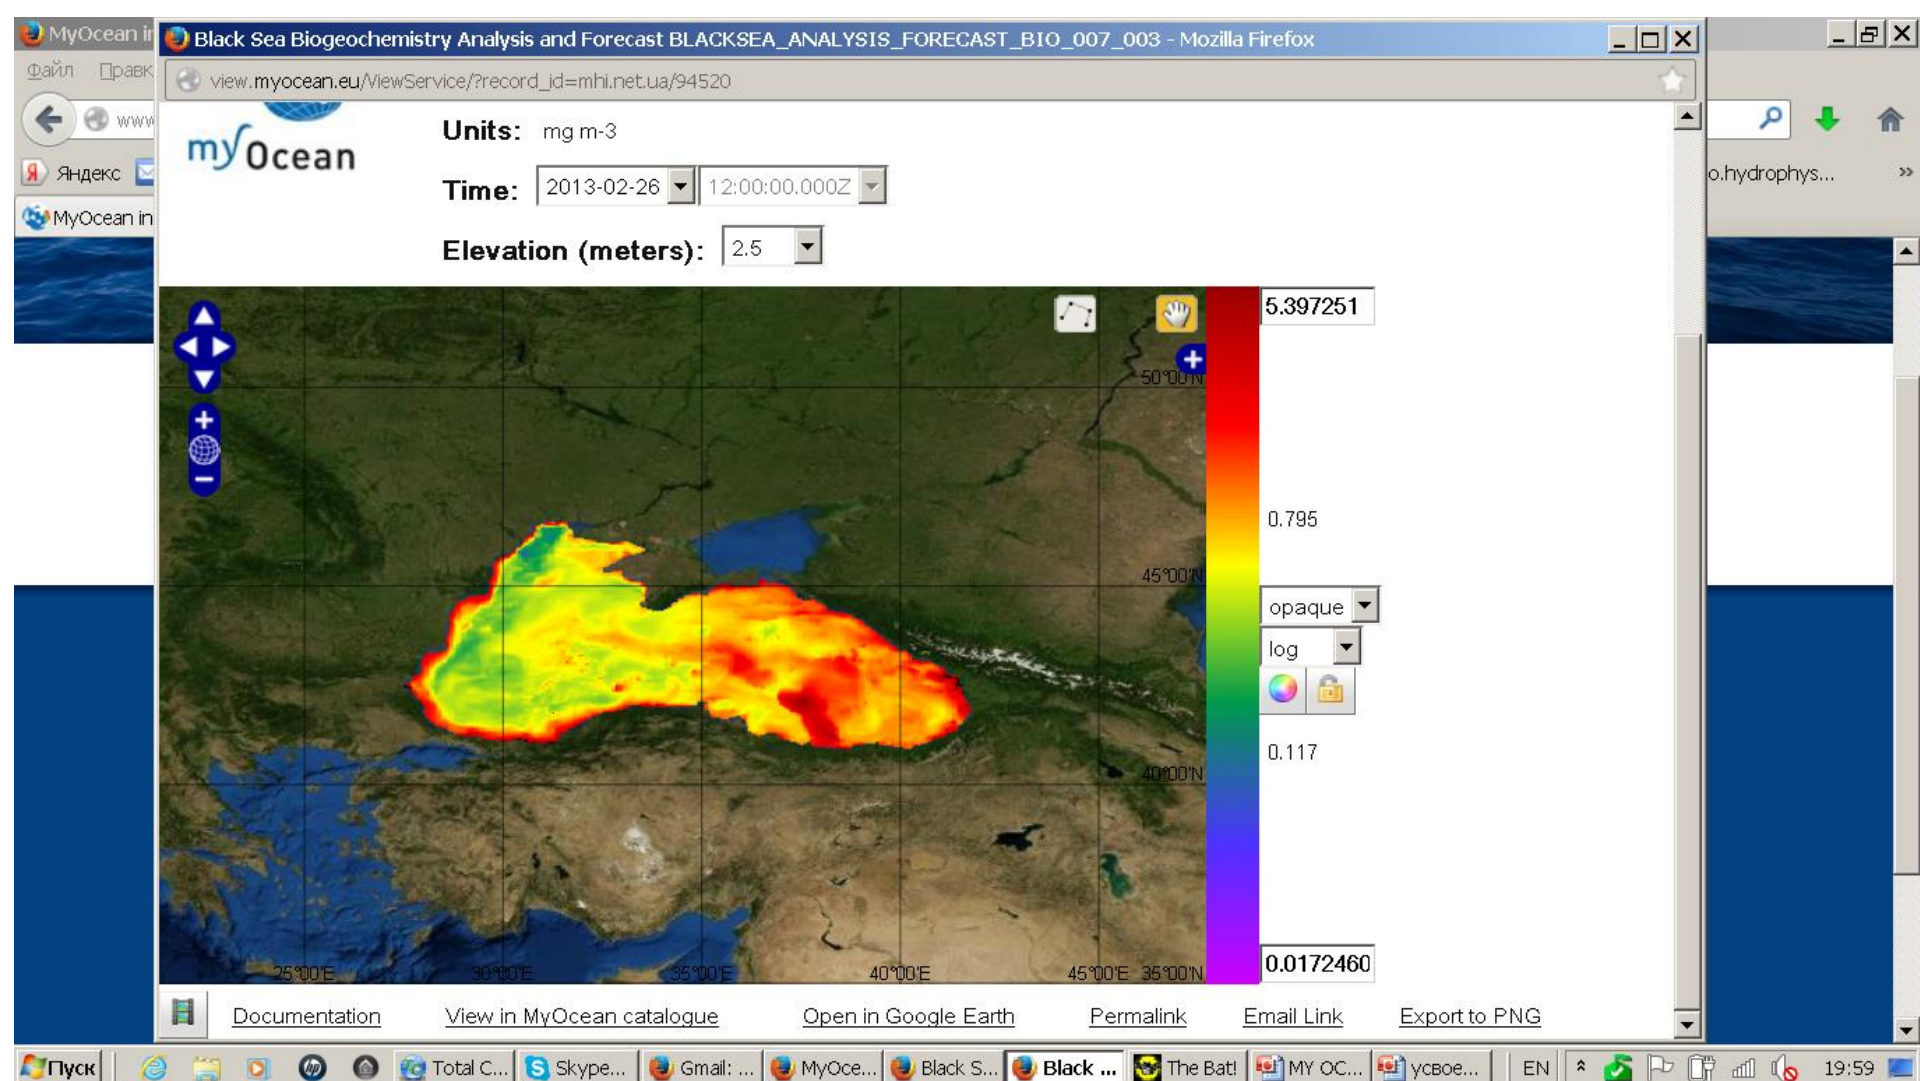 MyOcean in
Black Sea Biogeochemistry Analysis and Forecast BLACKSEA_ANALYSIS_FORECAST_BIO_007_003 - Mozilla Firefox
Файл Правк
view.myocean.eu/ViewService/?record_id=mhi.net.ua/94520
www
myOcean
Units: mg m-3
Яндекс
o.hydrophys... »
Time: 2013-02-26 12:00:00.000Z
MyOcean in
Elevation (meters): 2.5
5.397251
50°00'N
0.795
45°00'N
opaque
log
0.117
40°00'N
0.0172460
25°00'E 30°00'E 35°00'E 40°00'E 45°00'E 35°00'N
Documentation View in MyOcean catalogue Open in Google Earth Permalink Email Link Export to PNG
Пуск Total C... Skype... Gmail: ... MyOce... Black S... Black ... The Bat! MY OC... усвое... EN 19:59